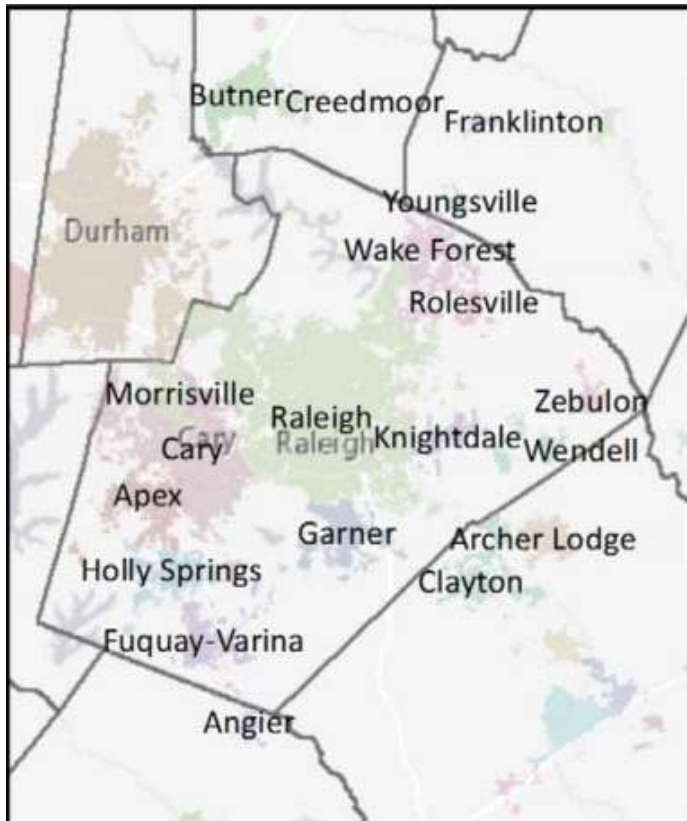 Butner
Creedmoor
Franklinton
Youngsville
Durham
Wake Forest
Rolesville
Morrisville
Zebulon
Raleigh
Cary
Raleigh
Knightdale
Cary
Wendell
Apex
Garner
Archer Lodge
Holly Springs
Clayton
Fuquay-Varina
Angier